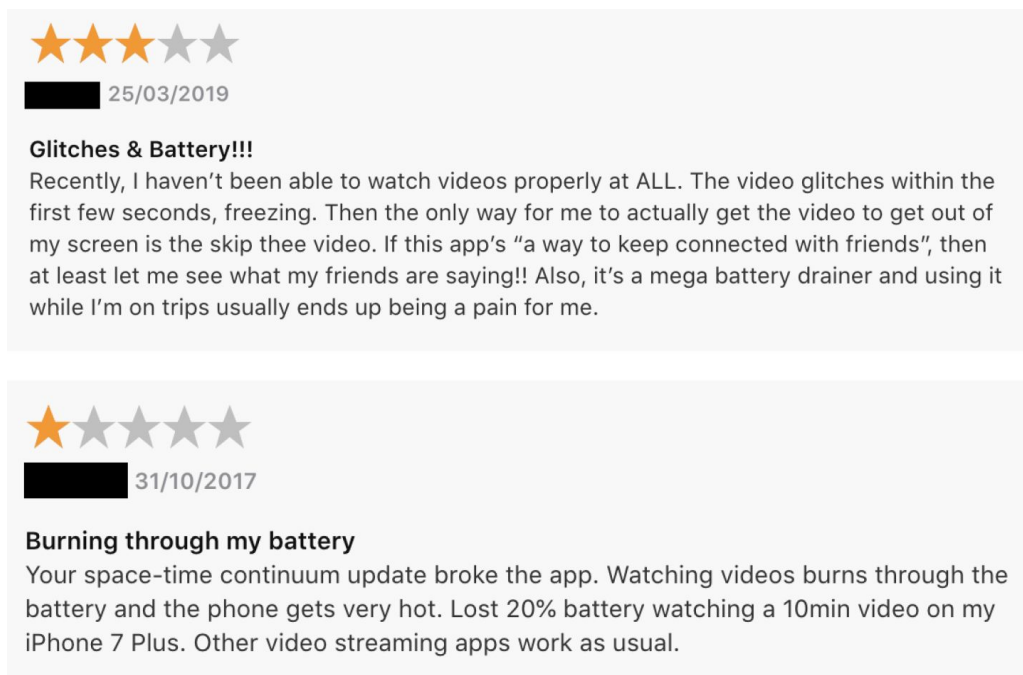 25/03/2019
Glitches & Battery!!!
Recently, I haven’t been able to watch videos properly at ALL. The video glitches within the
first few seconds, freezing. Then the only way for me to actually get the video to get out of
my screen is the skip thee video. If this app’s “a way to keep connected with friends”, then
at least let me see what my friends are saying!! Also, it’s a mega battery drainer and using it
while I’m on trips usually ends up being a pain for me.
31/10/2017
Burning through my battery
Your space-time continuum update broke the app. Watching videos burns through the
battery and the phone gets very hot. Lost 20% battery watching a 10min video on my
iPhone 7 Plus. Other video streaming apps work as usual.